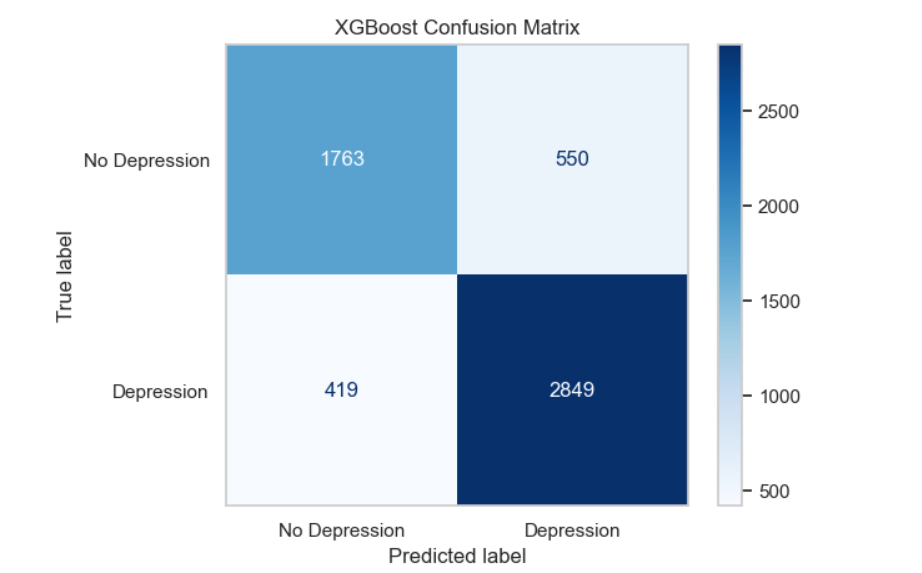 XGBoost Confusion Matrix
No Depression
1763
550
Depression
419
2849
True label
No Depression
Depression
Predicted label
2500
2000
1500
1000
500